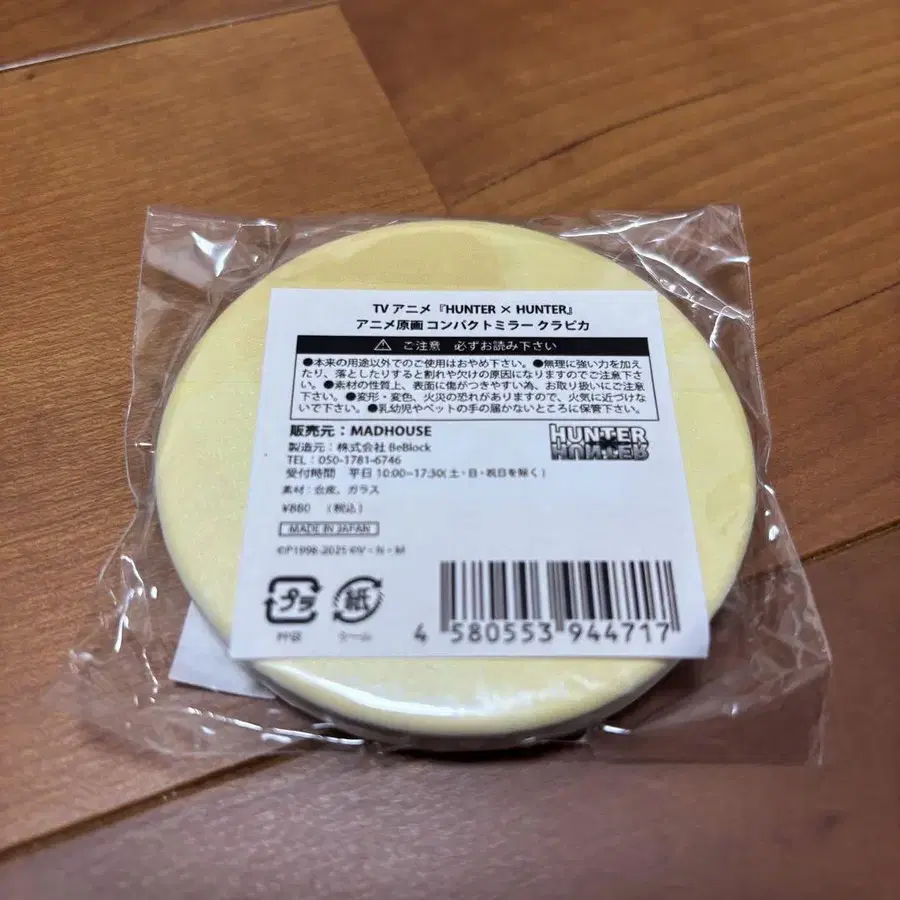 TV アニメ『HUNTER × HUNTER』
アニメ原画 コンパクトミラー クラピカ
ご注意 必ずお読み下さい
●本来の用途以外でのご使用はおやめ下さい。●無理に強い力を加え
たり、落としたりすると割れや欠けの原因になりますのでご注意下さ
い。●素材の性質上、表面に傷がつきやすい為、お取り扱いにご注意
下さい。●変形・変色、火災の恐れがありますので、火気に近づけな
いで下さい。●乳幼児やペットの手の届かないところに保管下さい。
販売元：MADHOUSE
HUNTER
HUNTER
製造元：株式会社 BeBlock
TEL：050-1781-6746
受付時間 平日 10:00~17:30(土・日・祝日を除く)
素材：合皮、ガラス
¥880 (税込)
MADE IN JAPAN
©P1998-2025 ©V・N・M
プラ
紙
PP袋
シール
4 580553 944717